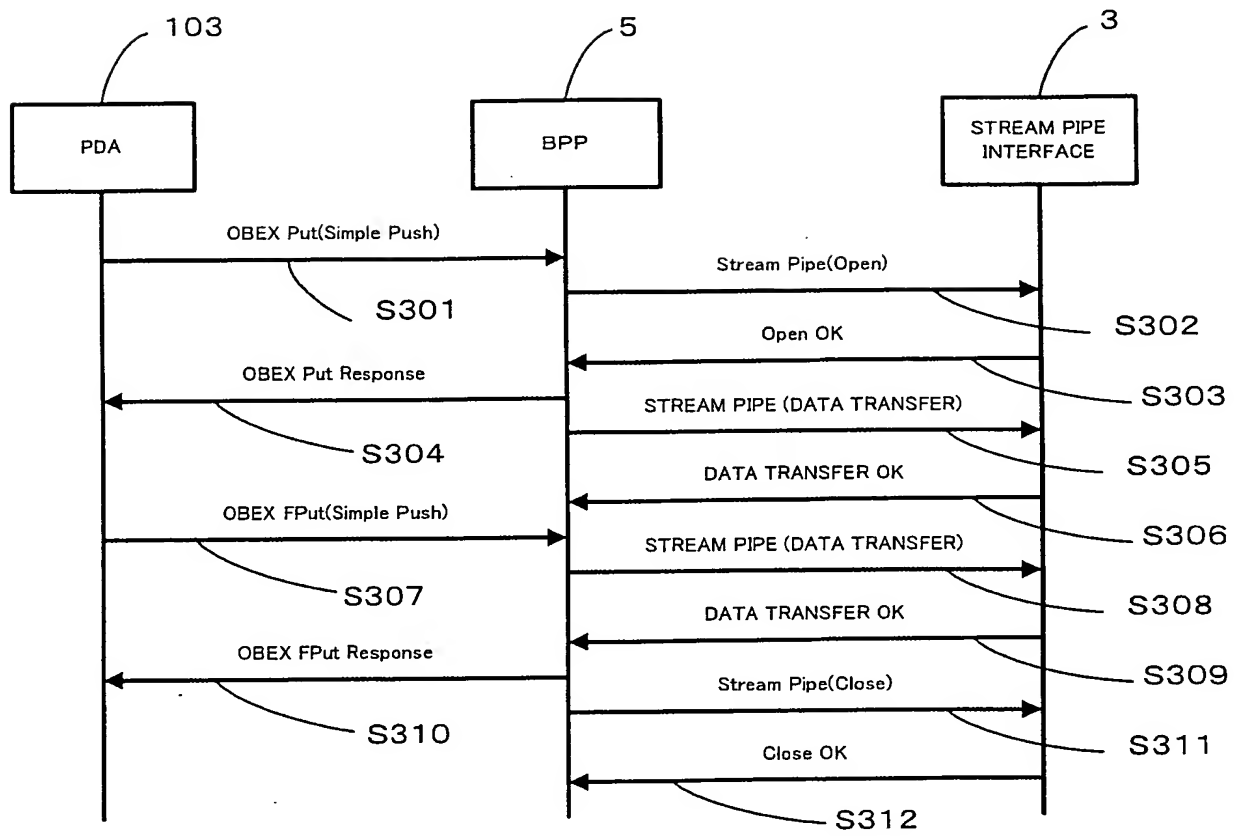 103
5
3
PDA
BPP
STREAM PIPE
INTERFACE
OBEX Put(Simple Push)
S301
Stream Pipe(Open)
S302
Open OK
S303
OBEX Put Response
S304
STREAM PIPE (DATA TRANSFER)
S305
DATA TRANSFER OK
S306
OBEX FPut(Simple Push)
S307
STREAM PIPE (DATA TRANSFER)
S308
DATA TRANSFER OK
S309
OBEX FPut Response
S310
Stream Pipe(Close)
S311
Close OK
S312